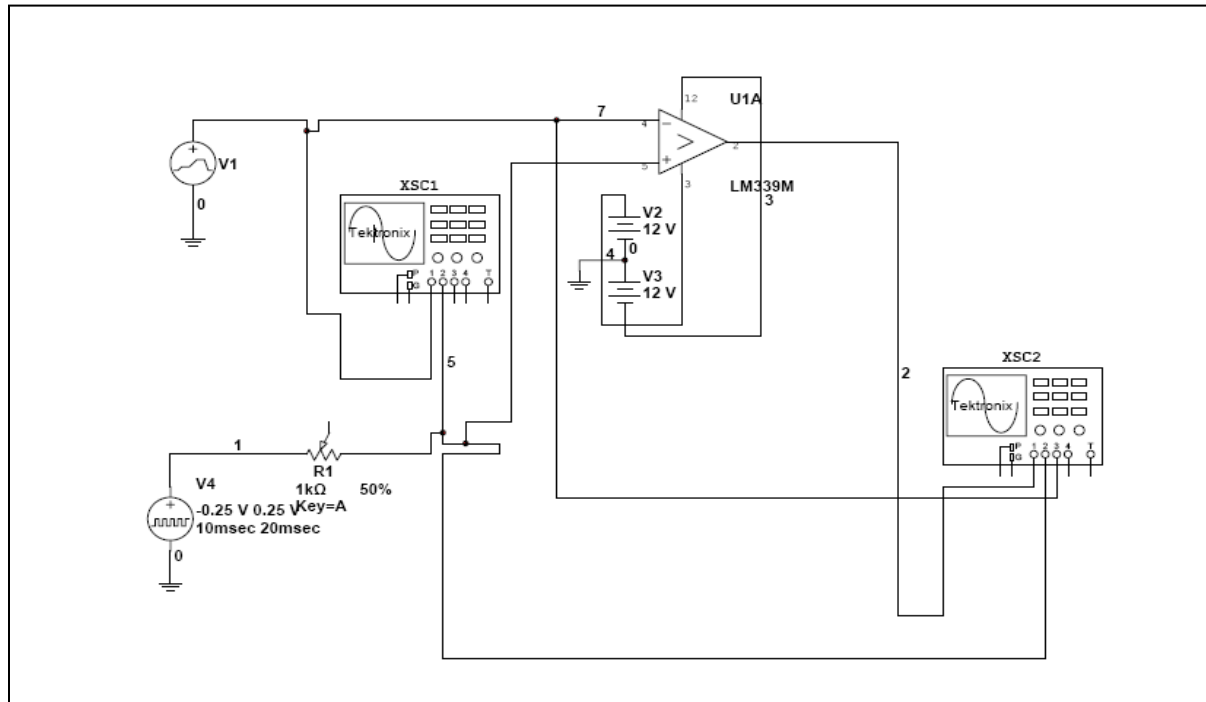 12
U1A
7
4
V1
2
5
XSC1
LM339M
3
3
0
V2
12 V
Tektronix
0
4
P
G
1 2 3 4 T
V3
12 V
XSC2
5
2
Tektronix
1
P
G
1 2 3 4 T
R1
1kΩ 50%
Key=A
V4
-0.25 V 0.25 V
10msec 20msec
0